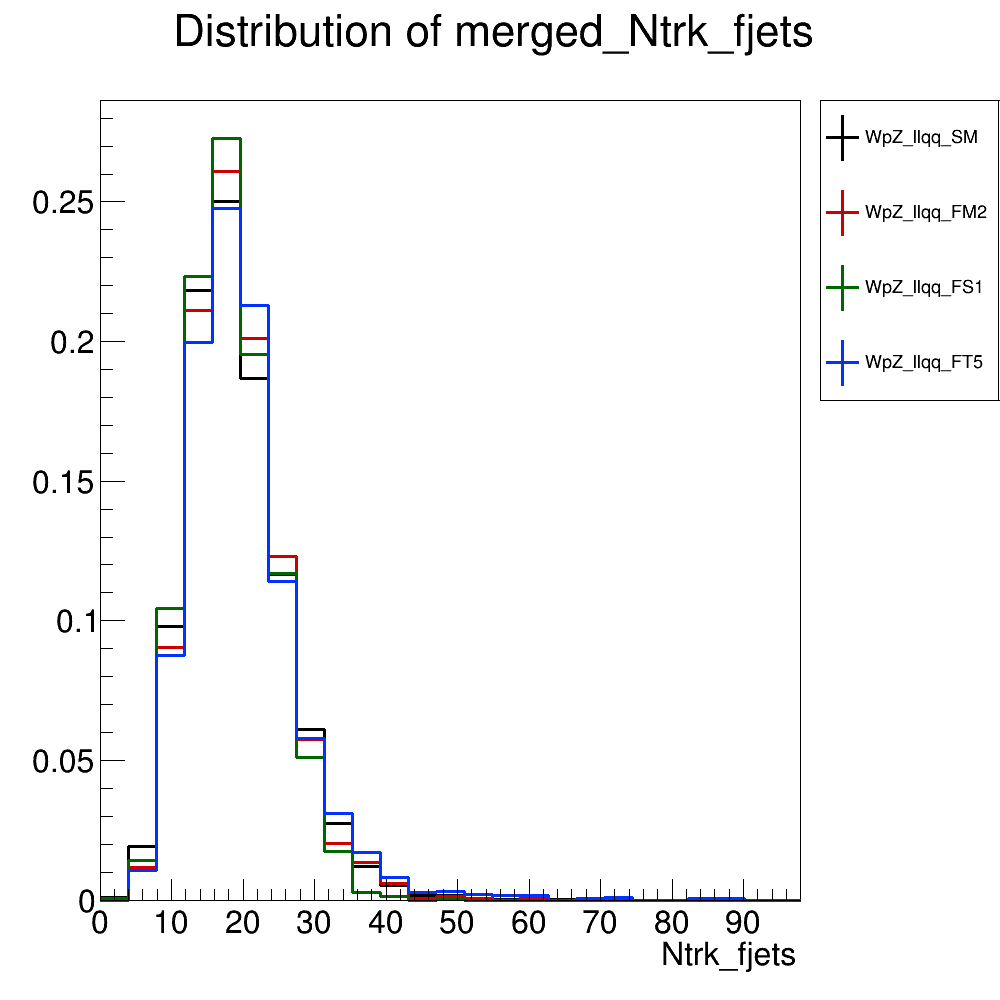 Distribution of merged_Ntrk_fjets
WpZ_llqq_SM
WpZ_llqq_FM2
WpZ_llqq_FS1
WpZ_llqq_FT5
0.25
0.2
0.15
0.1
0.05
0
0 10 20 30 40 50 60 70 80 90
Ntrk_fjets